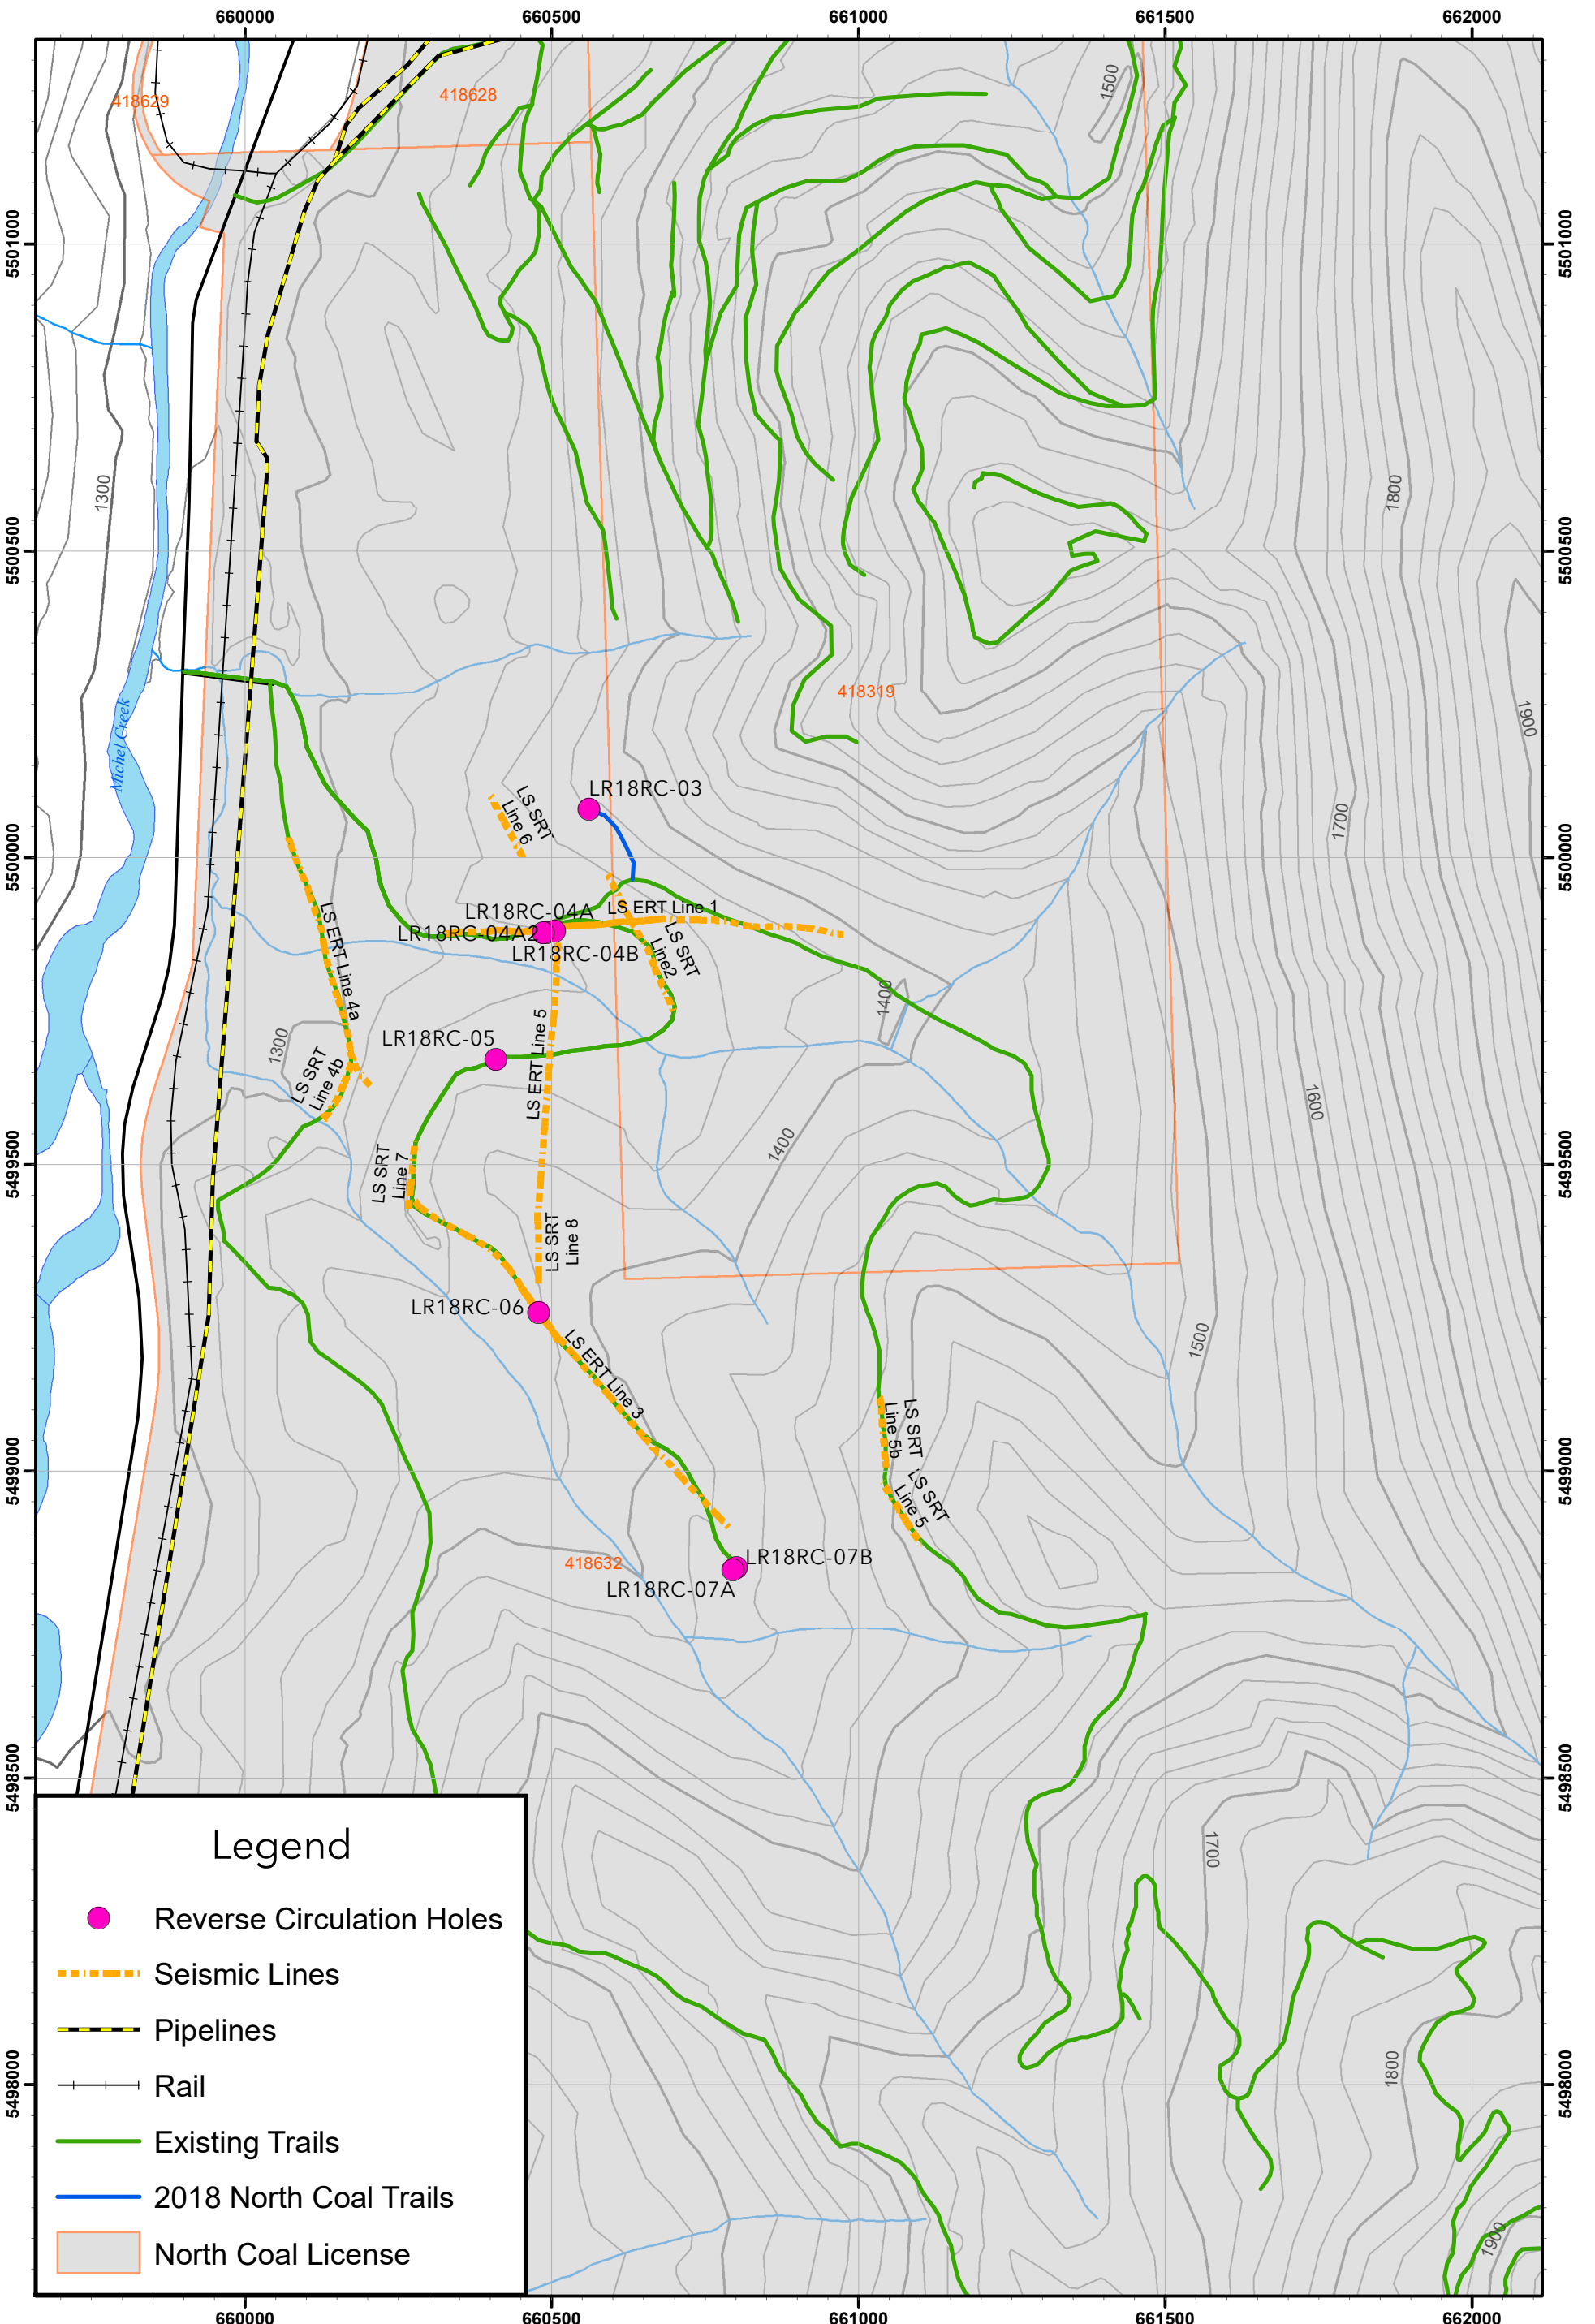 660000 660500 661000 661500 662000
418629
418628
1500
5501000
5501000
1300
1800
5500500
5500500
418319
Michel Creek
1900
LR18RC-03
LS SRT
Line 6
1700
5500000
5500000
LR18RC-04A
LS ERT Line 1
LR18RC-04A2
LR18RC-04B
LS SRT
Line2
LS ERT Line 4a
1400
LR18RC-05
1300
LS ERT Line 5
LS SRT
Line 4b
1600
1400
5499500
5499500
LS SRT
Line 7
LS SRT
Line 8
LR18RC-06
LS ERT Line 3
1500
LS SRT
Line 5b
5499000
5499000
LS SRT
Line 5
418632
LR18RC-07B
LR18RC-07A
5498500
5498500
1700
Legend
Reverse Circulation Holes
Seismic Lines
Pipelines
Rail
Existing Trails
2018 North Coal Trails
North Coal License
5498000
1800
5498000
1900
660000 660500 661000 661500 662000